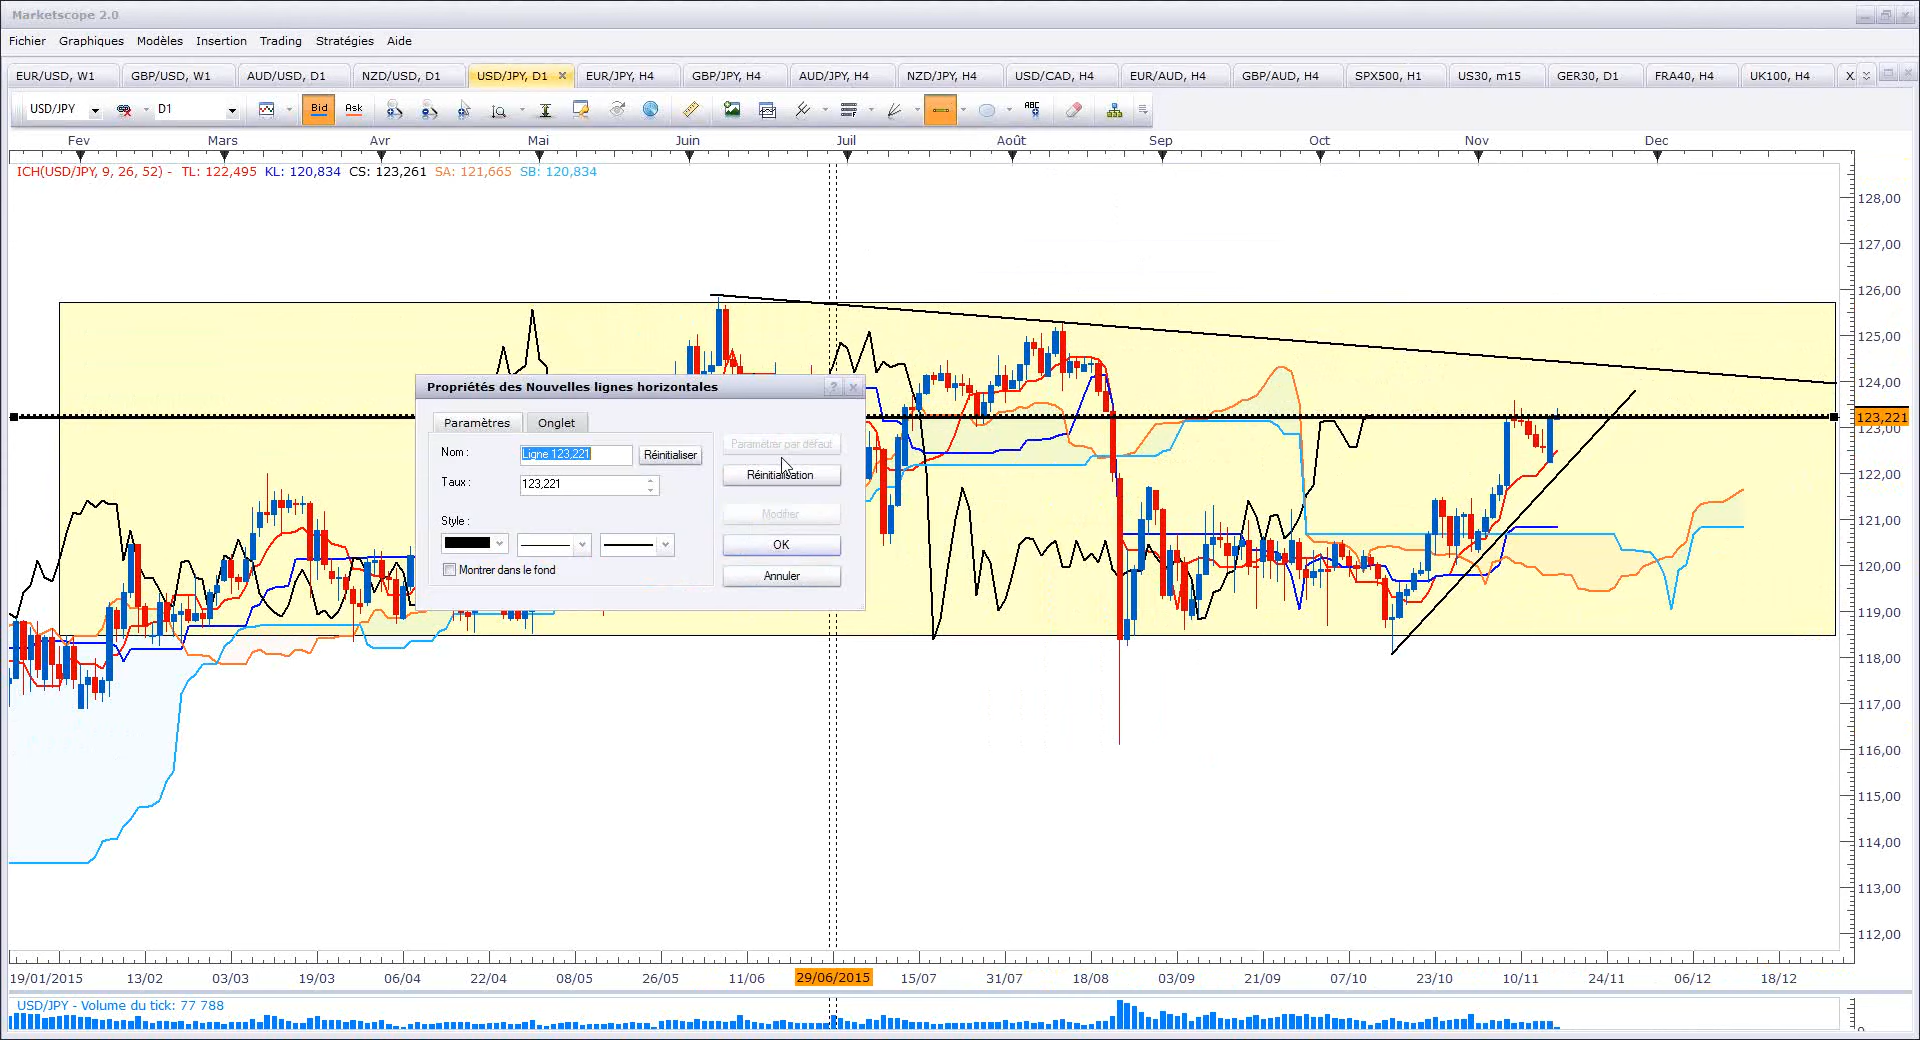 Marketscope 2.0
Fichier Graphiques Modèles Insertion Trading Stratégies Aide
EUR/USD, W1 GBP/USD, W1 AUD/USD, D1 NZD/USD, D1 USD/JPY, D1 EUR/JPY, H4 GBP/JPY, H4 AUD/JPY, H4 NZD/JPY, H4 USD/CAD, H4 EUR/AUD, H4 GBP/AUD, H4 SPX500, H1 US30, m15 GER30, D1 FRA40, H4 UK100, H4 X
USD/JPY D1 Bid Ask ABC
Fev Mars Avr Mai Juin Juil Août Sep Oct Nov Dec
ICH(USD/JPY, 9, 26, 52) - TL: 122,495 KL: 120,834 CS: 123,261 SA: 121,665 SB: 120,834
128,00
127,00
126,00
125,00
124,00
123,221
123,00
122,00
121,00
120,00
119,00
118,00
117,00
116,00
115,00
114,00
113,00
112,00
Propriétés des Nouvelles lignes horizontales ?
Paramètres Onglet
Nom : Ligne 123,221 Réinitialiser
Taux : 123,221
Style :
Montrer dans le fond
Paramétrer par défaut
Réinitialisation
Modifier
OK
Annuler
19/01/2015 13/02 03/03 19/03 06/04 22/04 08/05 26/05 11/06 29/06/2015 15/07 31/07 18/08 03/09 21/09 07/10 23/10 10/11 24/11 06/12 18/12
USD/JPY - Volume du tick: 77 788